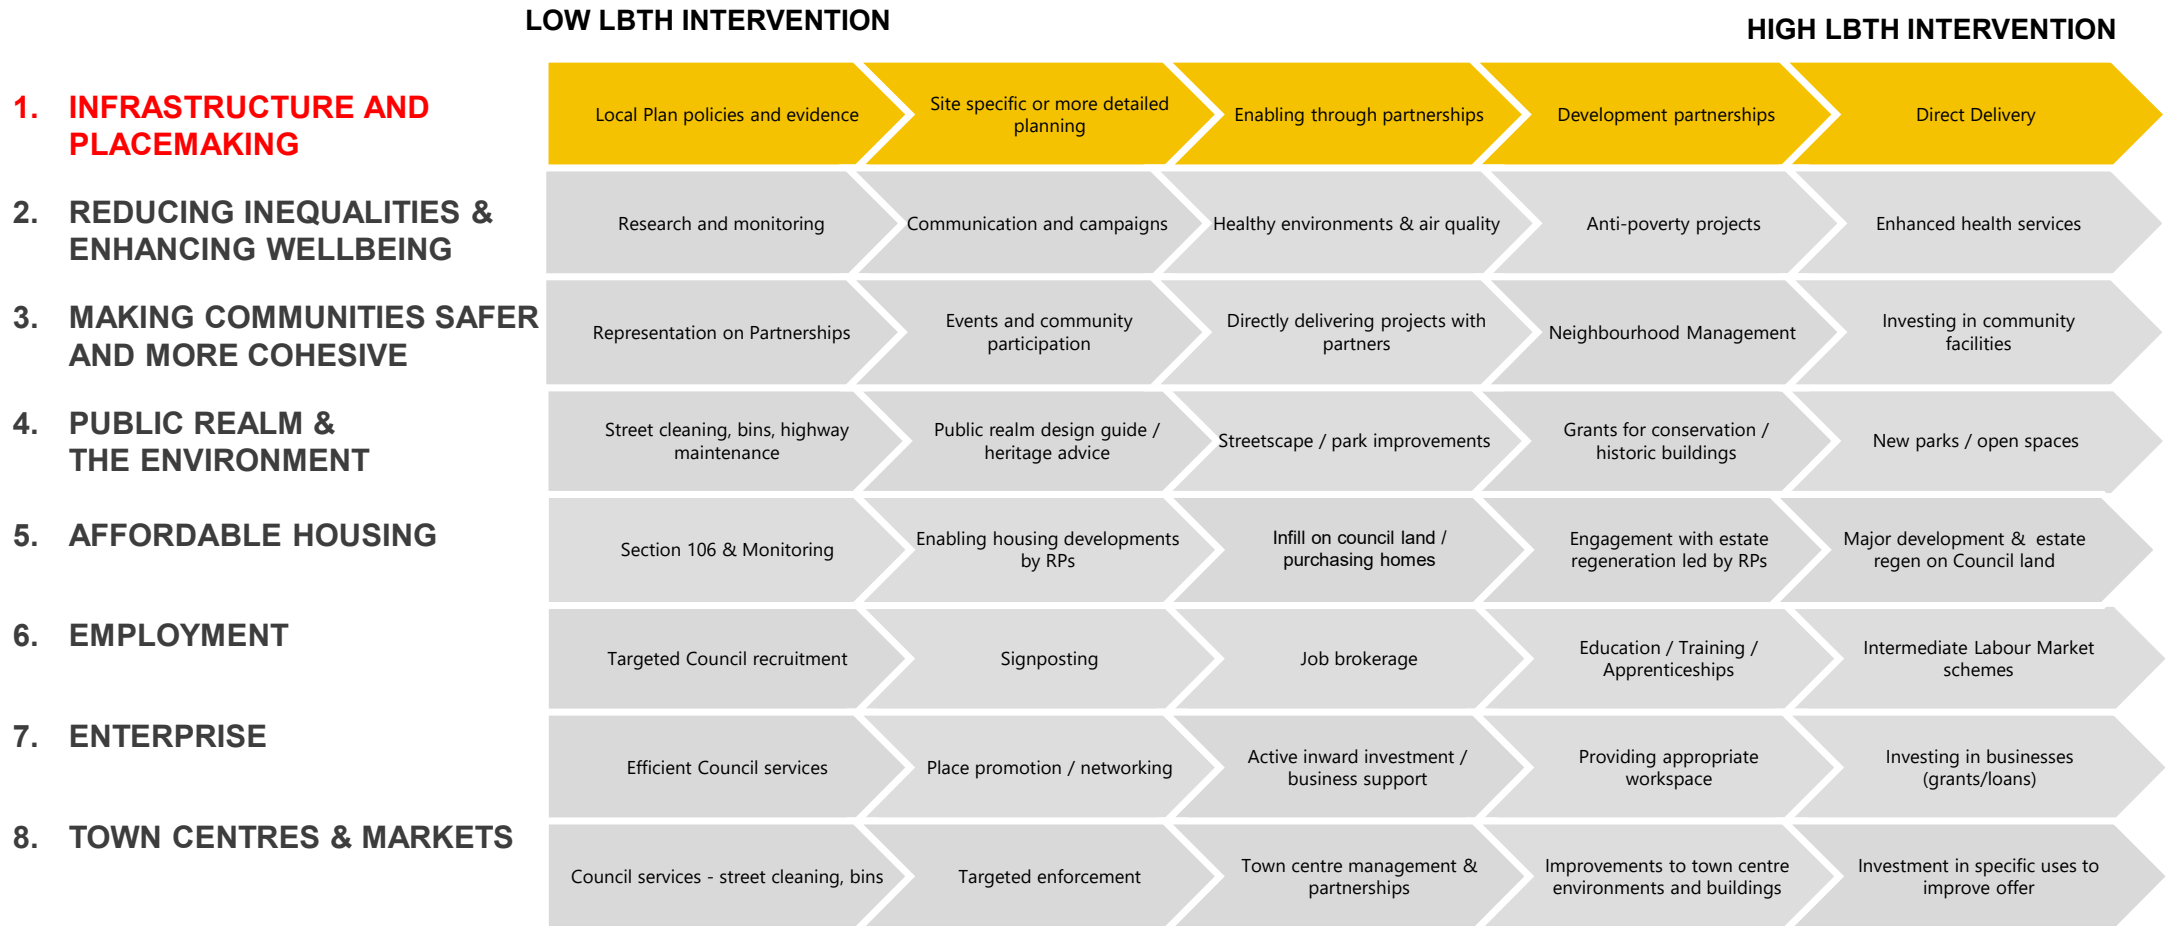 LOW LBTH INTERVENTION
HIGH LBTH INTERVENTION
1. INFRASTRUCTURE AND
PLACEMAKING
Local Plan policies and evidence
Site specific or more detailed
planning
Enabling through partnerships
Development partnerships
Direct Delivery
2. REDUCING INEQUALITIES &
ENHANCING WELLBEING
Research and monitoring
Communication and campaigns
Healthy environments & air quality
Anti-poverty projects
Enhanced health services
3. MAKING COMMUNITIES SAFER
AND MORE COHESIVE
Representation on Partnerships
Events and community
participation
Directly delivering projects with
partners
Neighbourhood Management
Investing in community
facilities
4. PUBLIC REALM &
THE ENVIRONMENT
Street cleaning, bins, highway
maintenance
Public realm design guide /
heritage advice
Streetscape / park improvements
Grants for conservation /
historic buildings
New parks / open spaces
5. AFFORDABLE HOUSING
Section 106 & Monitoring
Enabling housing developments
by RPs
Infill on council land /
purchasing homes
Engagement with estate
regeneration led by RPs
Major development & estate
regen on Council land
6. EMPLOYMENT
Targeted Council recruitment
Signposting
Job brokerage
Education / Training /
Apprenticeships
Intermediate Labour Market
schemes
7. ENTERPRISE
Efficient Council services
Place promotion / networking
Active inward investment /
business support
Providing appropriate
workspace
Investing in businesses
(grants/loans)
8. TOWN CENTRES & MARKETS
Council services - street cleaning, bins
Targeted enforcement
Town centre management &
partnerships
Improvements to town centre
environments and buildings
Investment in specific uses to
improve offer